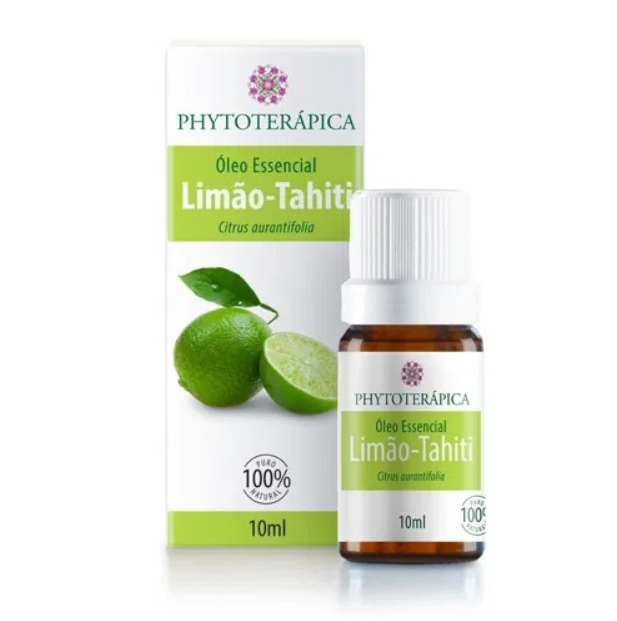 PHYTOTERÁPICA
Óleo Essencial
Limão-Tahiti
Citrus aurantifolia
PURO
100%
NATURAL
10ml
PHYTOTERÁPICA
Óleo Essencial
Limão-Tahiti
Citrus aurantifolia
10ml
PURO
100%
NATURAL